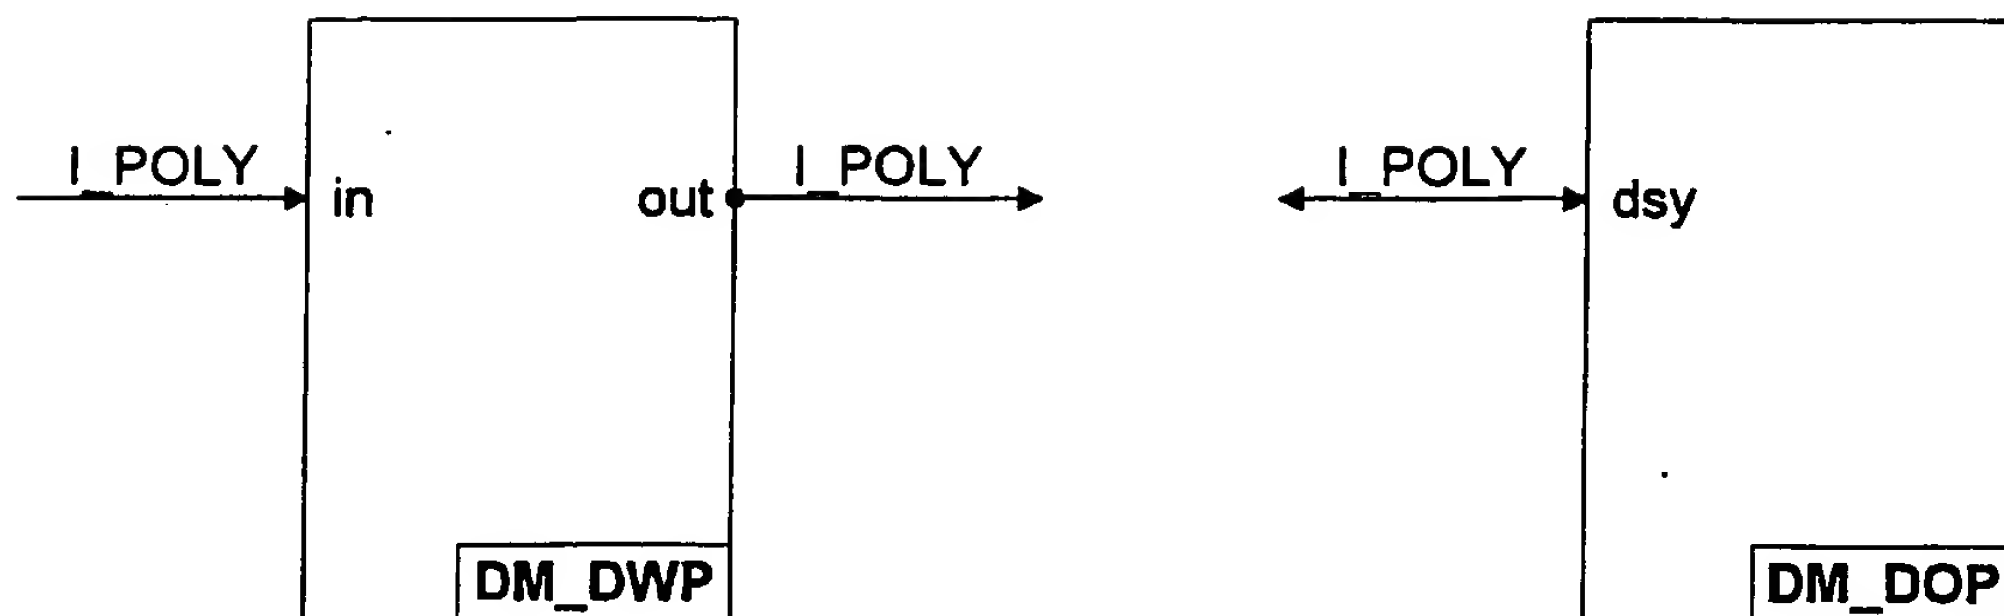 I_POLY
in
out
I_POLY
I_POLY
dsy
DM_DWP
DM_DOP